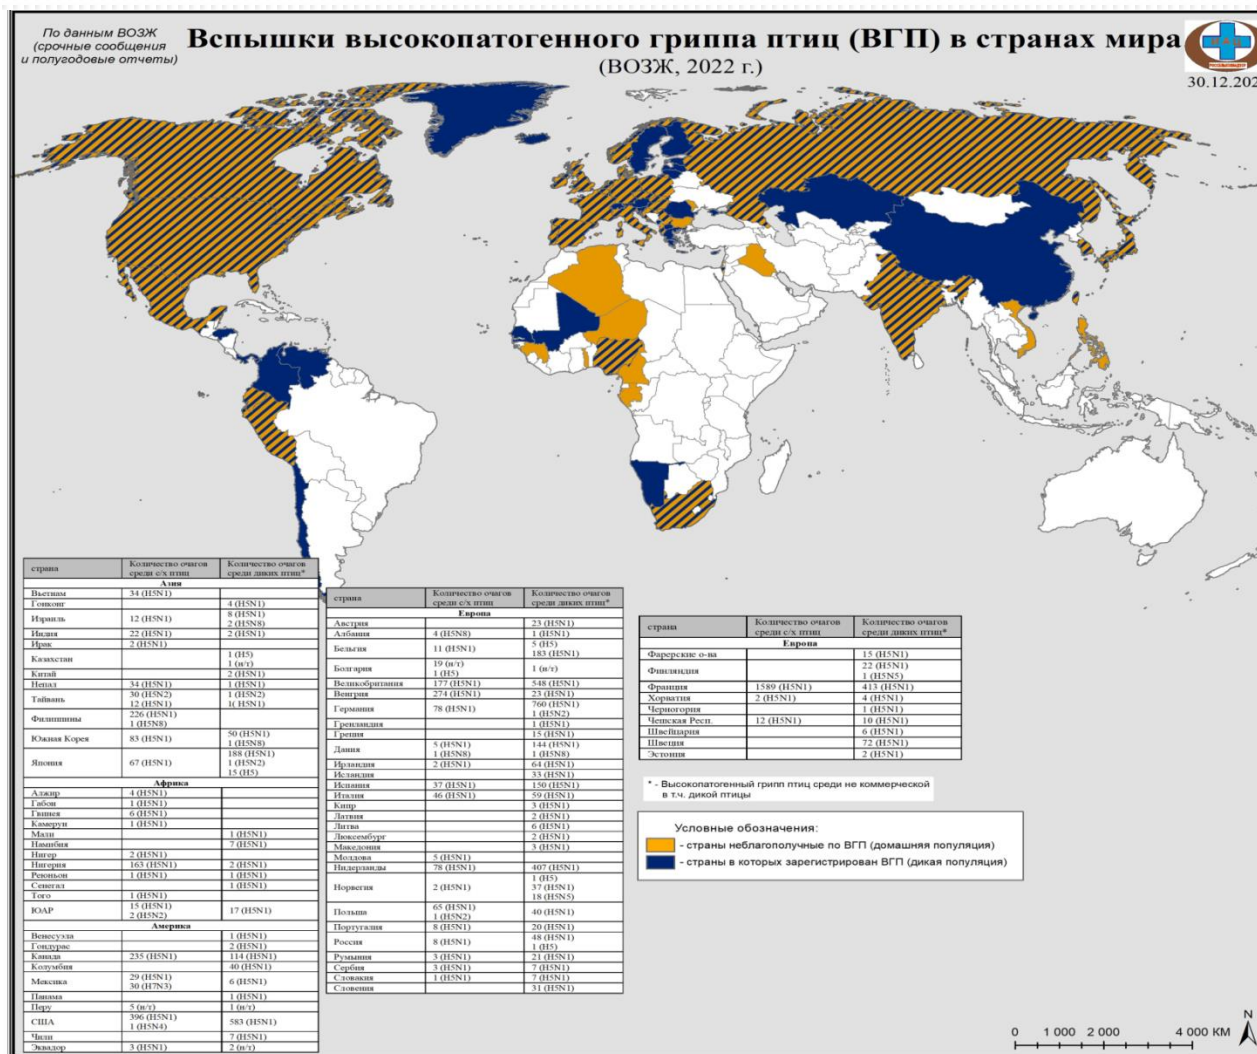 По данным ВОЗЖ
(срочные сообщения
и полугодовые отчеты)
Вспышки высокопатогенного гриппа птиц (ВГП) в странах мира
(ВОЗЖ, 2022 г.)
30.12.202
страна Количество очагов среди с/х птиц Количество очагов среди диких птиц*
Азия
Вьетнам 34 (H5N1)
Гонконг 4 (H5N1)
Израиль 12 (H5N1) 8 (H5N1)
2 (H5N8)
Индия 22 (H5N1) 2 (H5N1)
Ирак 2 (H5N1)
Казахстан 1 (H5)
1 (н/т)
Китай 2 (H5N1)
Непал 34 (H5N1) 1 (H5N1)
Тайвань 30 (H5N2) 1 (H5N2)
12 (H5N1) 1( H5N1)
Филиппины 226 (H5N1)
1 (H5N8)
Южная Корея 83 (H5N1) 50 (H5N1)
1 (H5N8)
Япония 67 (H5N1) 188 (H5N1)
1 (H5N2)
15 (H5)
Африка
Алжир 4 (H5N1)
Габон 1 (H5N1)
Гвинея 6 (H5N1)
Камерун 1 (H5N1)
Мали 1 (H5N1)
Намибия 7 (H5N1)
Нигер 2 (H5N1)
Нигерия 163 (H5N1) 2 (H5N1)
Реюньон 1 (H5N1) 1 (H5N1)
Сенегал 1 (H5N1)
Того 1 (H5N1)
ЮАР 15 (H5N1) 17 (H5N1)
2 (H5N2)
Америка
Венесуэла 1 (H5N1)
Гондурас 2 (H5N1)
Канада 235 (H5N1) 114 (H5N1)
Колумбия 40 (H5N1)
Мексика 29 (H5N1) 6 (H5N1)
30 (H7N3)
Панама 1 (H5N1)
Перу 5 (н/т) 1 (н/т)
США 396 (H5N1) 583 (H5N1)
1 (H5N4)
Чили 7 (H5N1)
Эквадор 3 (H5N1) 2 (н/т)
страна Количество очагов среди с/х птиц Количество очагов среди диких птиц*
Европа
Австрия 23 (H5N1)
Албания 4 (H5N8) 1 (H5N1)
Бельгия 11 (H5N1) 5 (H5)
183 (H5N1)
Болгария 19 (н/т) 1 (н/т)
1 (H5)
Великобритания 177 (H5N1) 548 (H5N1)
Венгрия 274 (H5N1) 23 (H5N1)
Германия 78 (H5N1) 760 (H5N1)
1 (H5N2)
Гренландия 1 (H5N1)
Греция 15 (H5N1)
Дания 5 (H5N1) 144 (H5N1)
1 (H5N8) 1 (H5N8)
Ирландия 2 (H5N1) 64 (H5N1)
Исландия 33 (H5N1)
Испания 37 (H5N1) 150 (H5N1)
Италия 46 (H5N1) 59 (H5N1)
Кипр 3 (H5N1)
Латвия 2 (H5N1)
Литва 6 (H5N1)
Люксембург 2 (H5N1)
Македония 3 (H5N1)
Молдова 5 (H5N1)
Нидерланды 78 (H5N1) 407 (H5N1)
Норвегия 2 (H5N1) 1 (H5)
37 (H5N1)
18 (H5N5)
Польша 65 (H5N1) 40 (H5N1)
1 (H5N2)
Португалия 8 (H5N1) 20 (H5N1)
Россия 8 (H5N1) 48 (H5N1)
1 (H5)
Румыния 3 (H5N1) 21 (H5N1)
Сербия 3 (H5N1) 7 (H5N1)
Словакия 1 (H5N1) 7 (H5N1)
Словения 31 (H5N1)
страна Количество очагов среди с/х птиц Количество очагов среди диких птиц*
Европа
Фарерские о-ва 15 (H5N1)
Финляндия 22 (H5N1)
1 (H5N5)
Франция 1589 (H5N1) 413 (H5N1)
Хорватия 2 (H5N1) 4 (H5N1)
Черногория 1 (H5N1)
Чешская Респ. 12 (H5N1) 10 (H5N1)
Швейцария 6 (H5N1)
Швеция 72 (H5N1)
Эстония 2 (H5N1)
* - Высокопатогенный грипп птиц среди не коммерческой
в т.ч. дикой птицы
Условные обозначения:
- страны неблагополучные по ВГП (домашняя популяция)
- страны в которых зарегистрирован ВГП (дикая популяция)
N
0 1 000 2 000 4 000 КМ